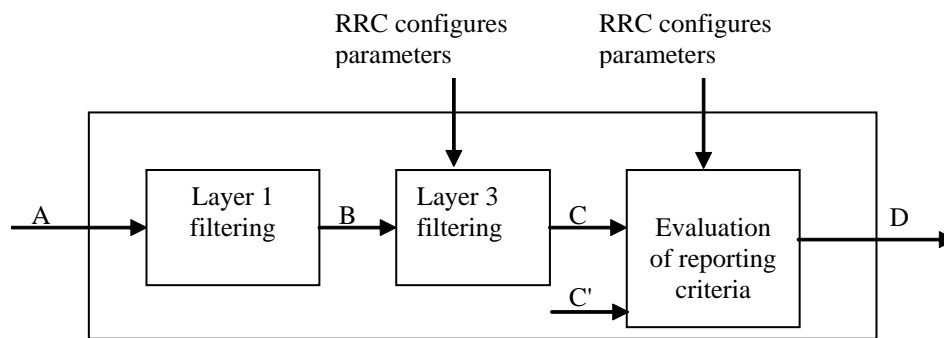 RRC configures
parameters
RRC configures
parameters
A
Layer 1
filtering
B
Layer 3
filtering
C
C'
Evaluation
of reporting
criteria
D